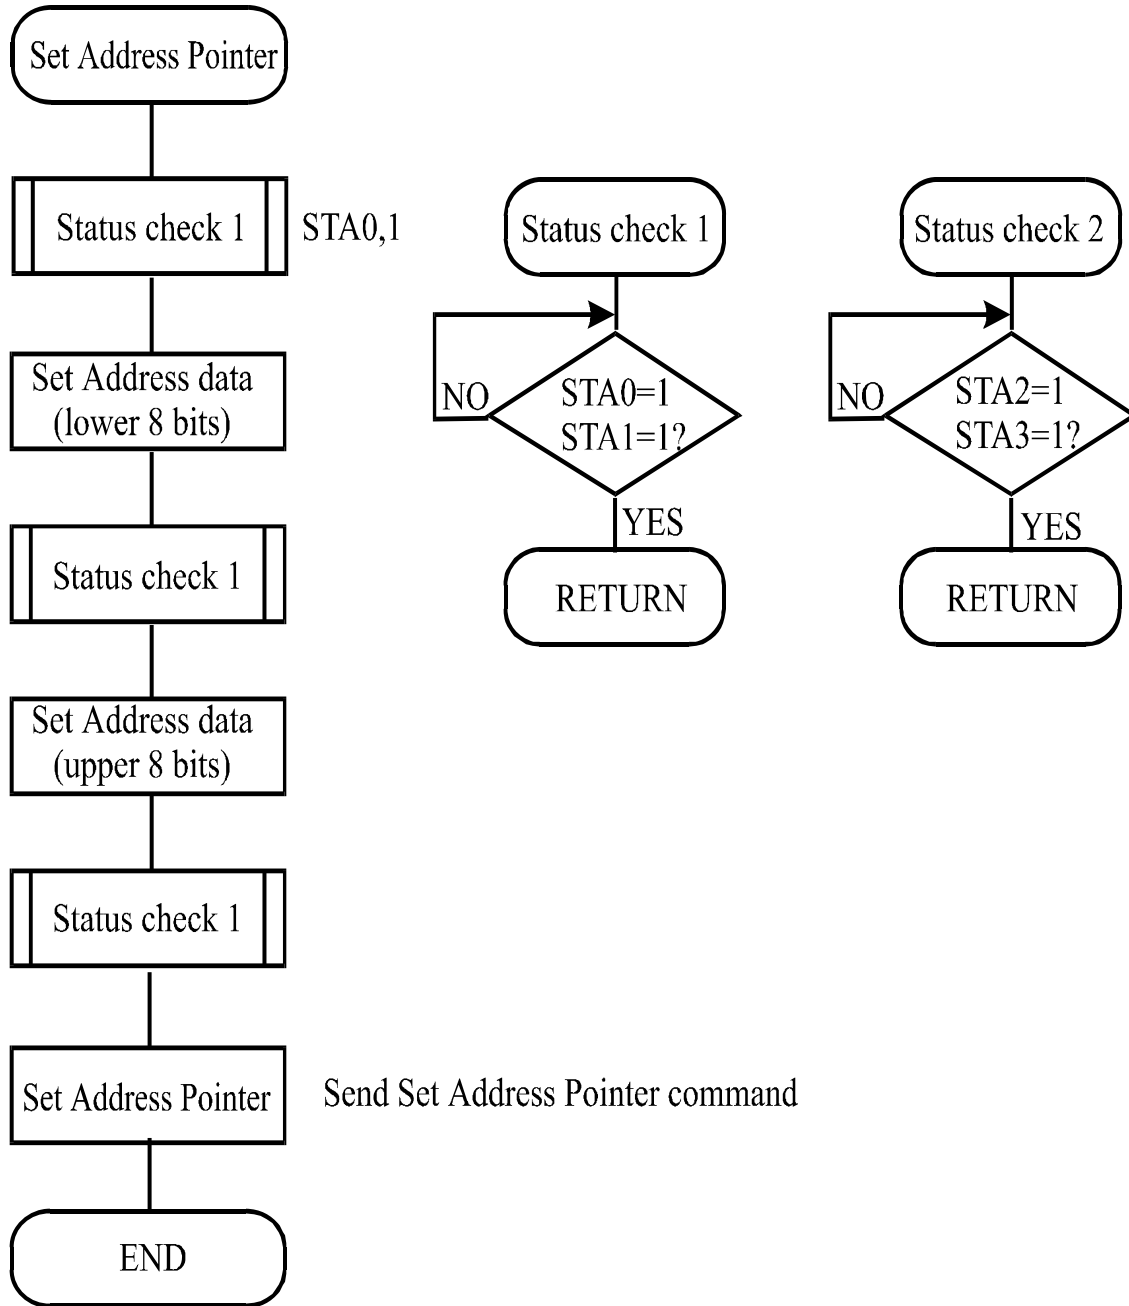 Set Address Pointer
Status check 1
STA0,1
Set Address data
(lower 8 bits)
Status check 1
Set Address data
(upper 8 bits)
Status check 1
Set Address Pointer
Send Set Address Pointer command
END
Status check 1
STA0=1
STA1=1?
NO
YES
RETURN
Status check 2
STA2=1
STA3=1?
NO
YES
RETURN